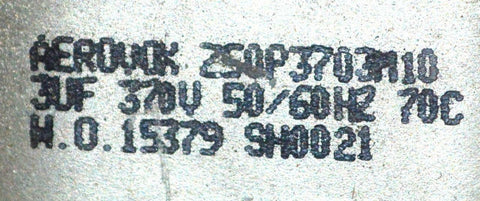 AEROVOX Z50P3703M10
3UF 370V 50/60HZ 70C
W.O.15379 SH0021